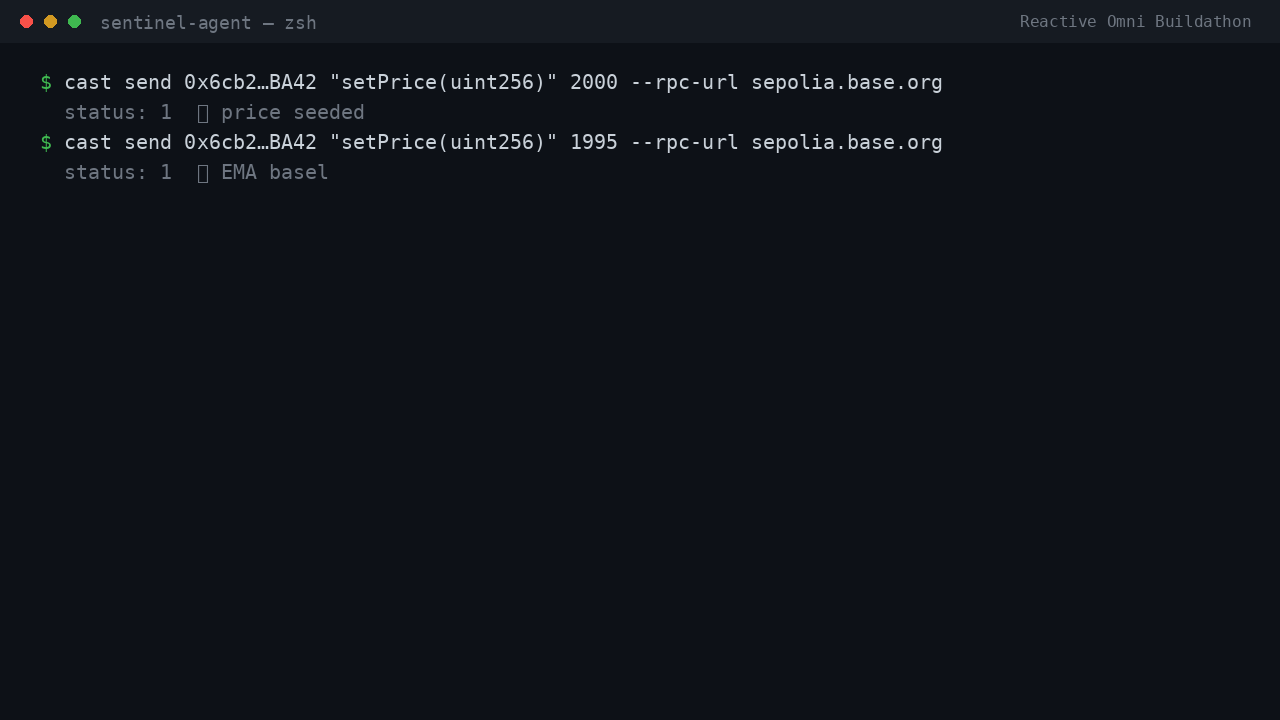 sentinel-agent — zsh
Reactive Omni Buildathon
$ cast send 0x6cb2…BA42 "setPrice(uint256)" 2000 --rpc-url sepolia.base.org
status: 1 ▯ price seeded
$ cast send 0x6cb2…BA42 "setPrice(uint256)" 1995 --rpc-url sepolia.base.org
status: 1 ▯ EMA basel